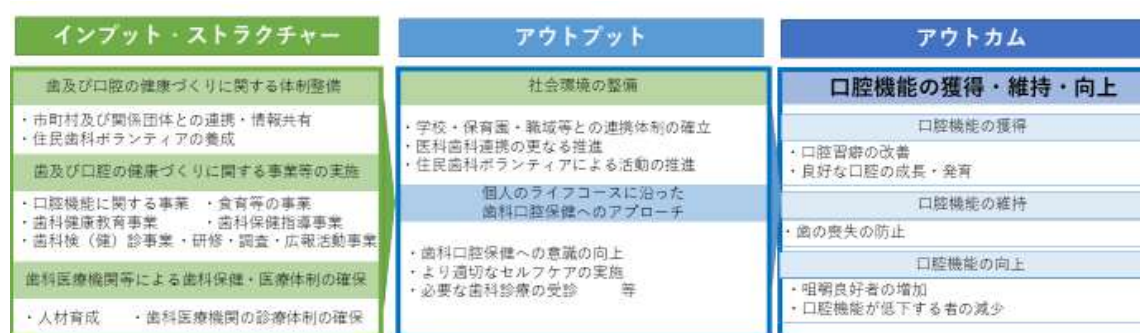 インプット・ストラクチャー
歯及び口腔の健康づくりに関する体制整備
・市町村及び関係団体との連携・情報共有
・住民歯科ボランティアの養成
歯及び口腔の健康づくりに関する事業等の実施
・口腔機能に関する事業 ・食育等の事業
・歯科健康教育事業 ・歯科保健指導事業
・歯科検(健)診事業・研修・調査・広報活動事業
歯科医療機関等による歯科保健・医療体制の確保
・人材育成 ・歯科医療機関の診療体制の確保
アウトプット
社会環境の整備
・学校・保育園・職域等との連携体制の確立
・医科歯科連携の更なる推進
・住民歯科ボランティアによる活動の推進
個人のライフコースに沿った
歯科口腔保健へのアプローチ
・歯科口腔保健への意識の向上
・より適切なセルフケアの実施
・必要な歯科診療の受診 等
アウトカム
口腔機能の獲得・維持・向上
口腔機能の獲得
・口腔習癖の改善
・良好な口腔の成長・発育
口腔機能の維持
・歯の喪失の防止
口腔機能の向上
・咀嚼良好者の増加
・口腔機能が低下する者の減少